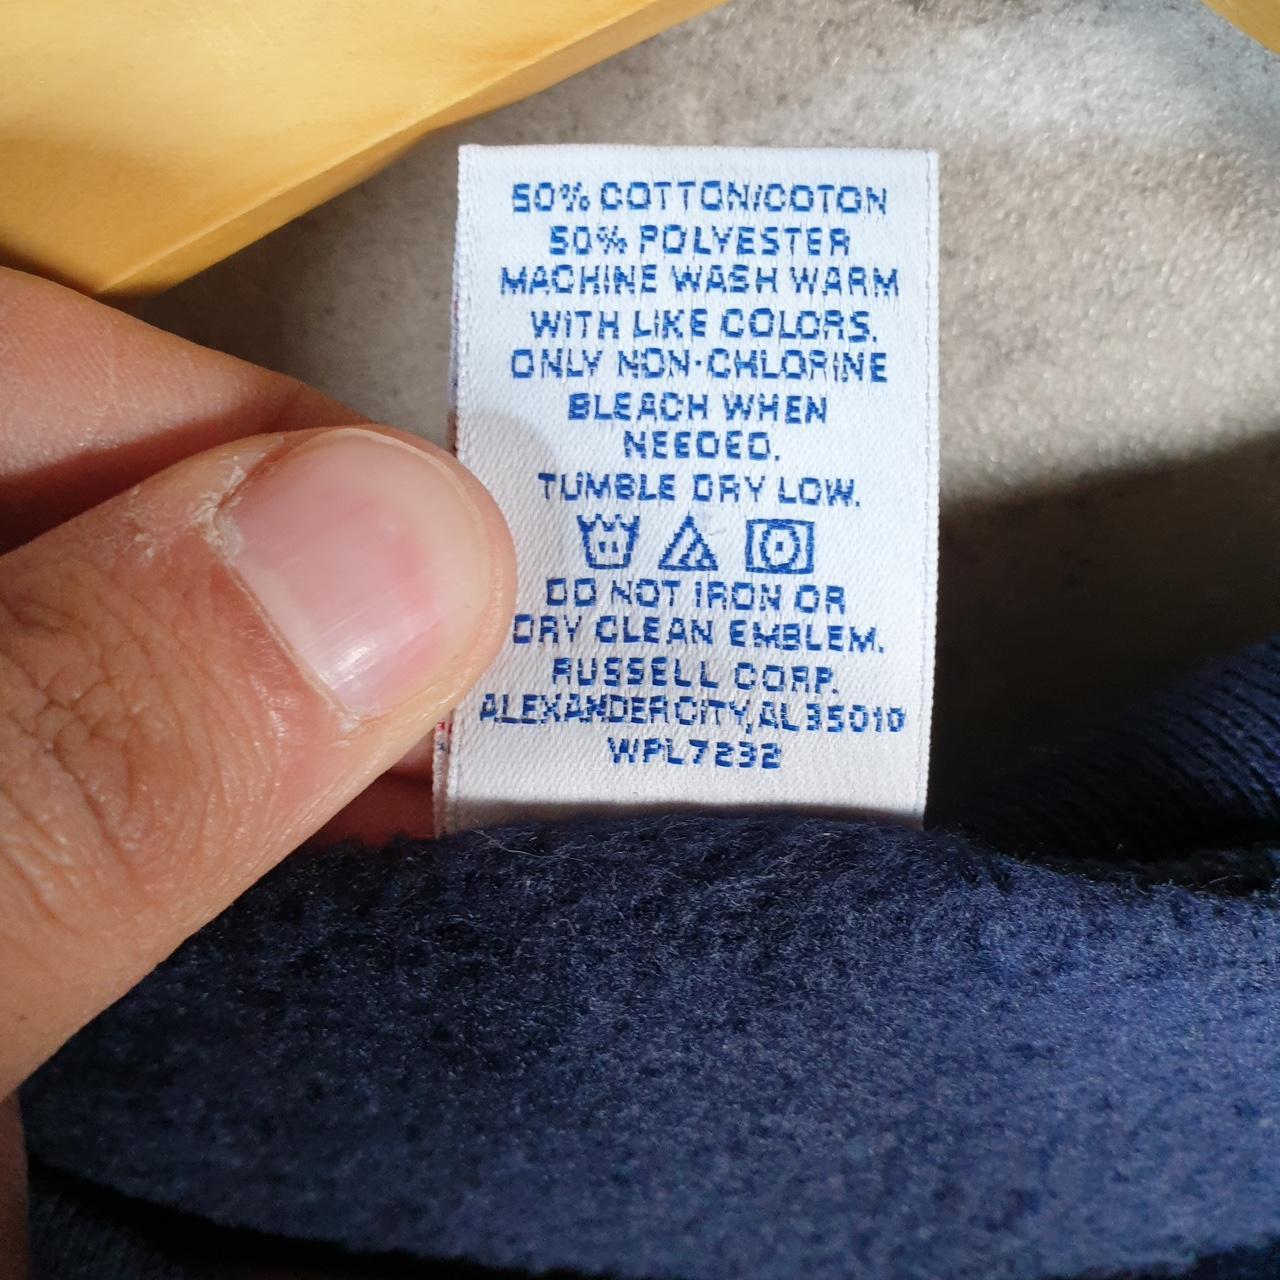 50% COTTON/COTON
50% POLYESTER
MACHINE WASH WARM
WITH LIKE COLORS.
ONLY NON-CHLORINE
BLEACH WHEN
NEEDED.
TUMBLE DRY LOW.
DO NOT IRON OR
DRY CLEAN EMBLEM.
RUSSELL CORP.
ALEXANDER CITY, AL 35010
WPL7232